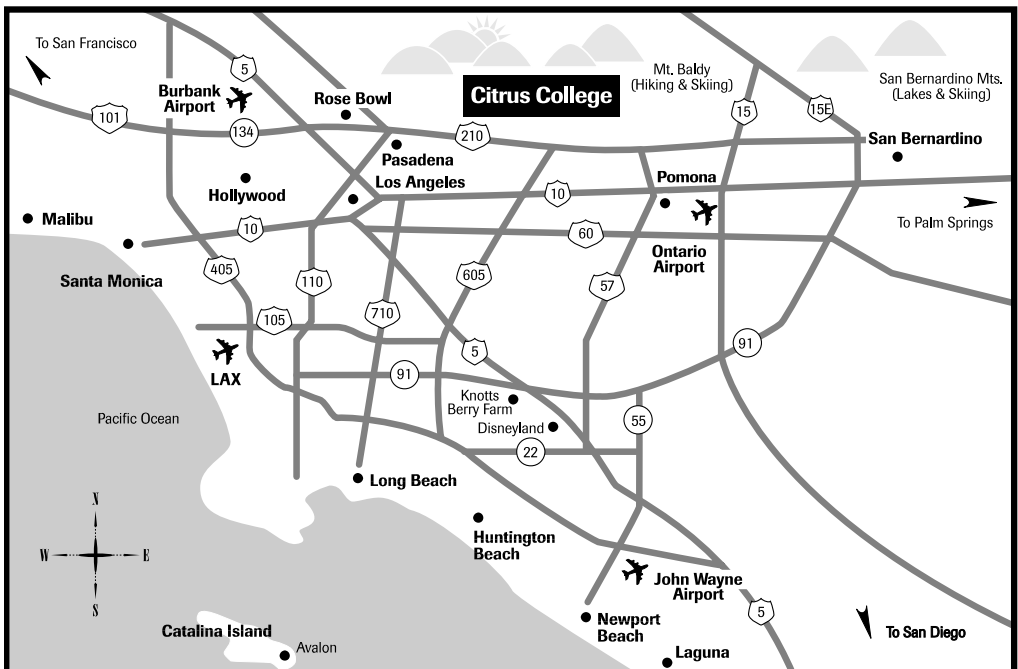 To San Francisco
5
Burbank
Airport
101
134
Rose Bowl
Citrus College
210
Pasadena
Mt. Baldy
(Hiking & Skiing)
15
15E
San Bernardino Mts.
(Lakes & Skiing)
San Bernardino
Hollywood
Los Angeles
10
Pomona
Malibu
10
60
To Palm Springs
Ontario
Airport
Santa Monica
405
110
605
57
105
710
LAX
5
91
91
Knotts
Berry Farm
Disneyland
55
Pacific Ocean
22
Long Beach
N
W
E
S
Huntington
Beach
John Wayne
Airport
5
Newport
Beach
To San Diego
Catalina Island
Avalon
Laguna